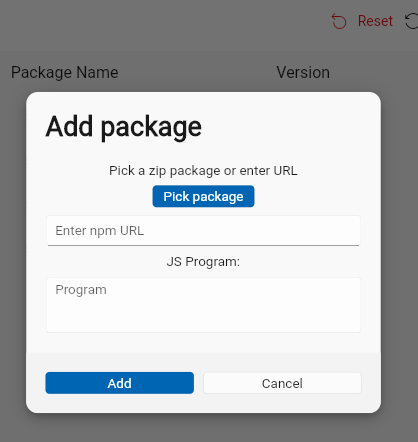 Reset
Package Name Version
Add package
Pick a zip package or enter URL
Pick package
Enter npm URL
JS Program:
Program
Add Cancel